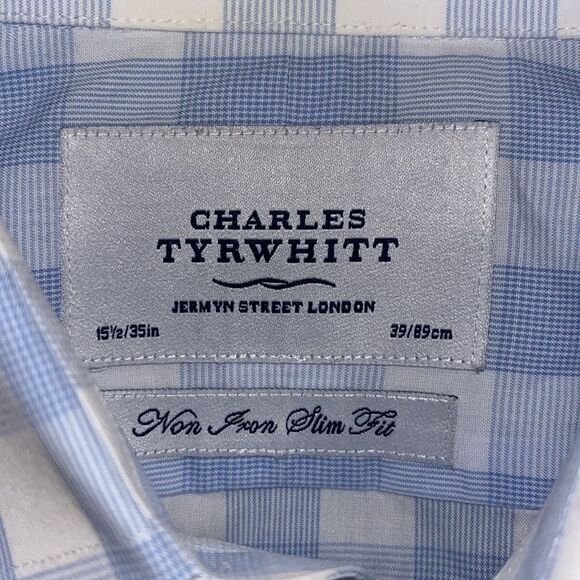 CHARLES
TYRWHITT
JERMYN STREET LONDON
15½/35in 39/89cm
Non Iron Slim Fit